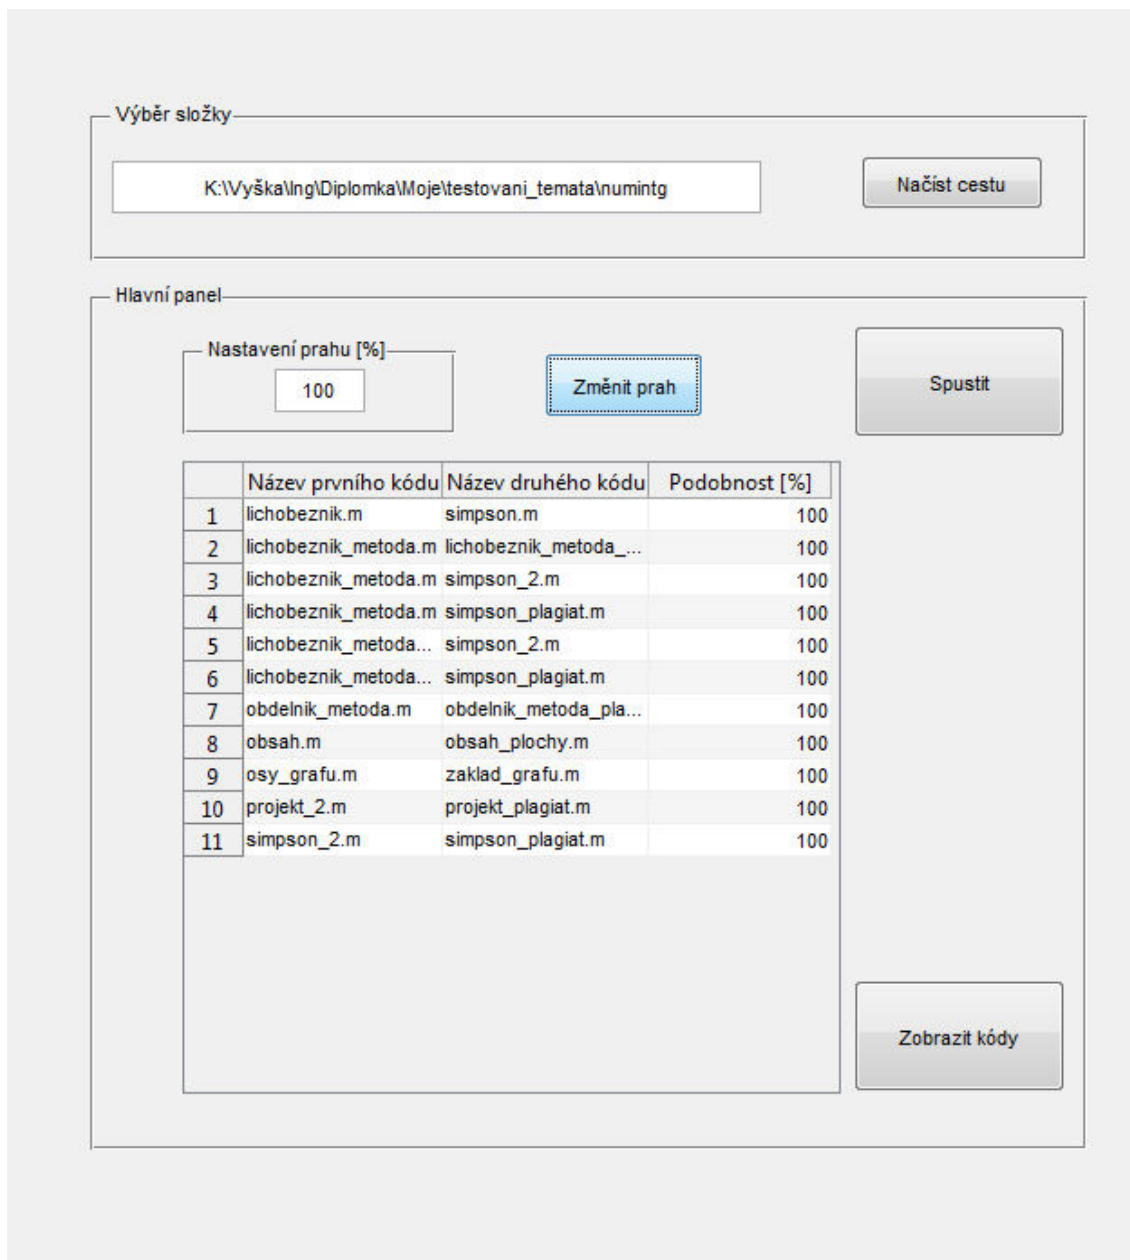 Výběr složky
K:\Vyška\Ing\Diplomka\Moje\testovani_temata\numintg
Načíst cestu
Hlavní panel
Nastavení prahu [%]
100
Změnit prah
Spustit
Název prvního kódu Název druhého kódu Podobnost [%]
1 lichobeznik.m simpson.m 100
2 lichobeznik_metoda.m lichobeznik_metoda_... 100
3 lichobeznik_metoda.m simpson_2.m 100
4 lichobeznik_metoda.m simpson_plagiat.m 100
5 lichobeznik_metoda... simpson_2.m 100
6 lichobeznik_metoda... simpson_plagiat.m 100
7 obdelnik_metoda.m obdelnik_metoda_pla... 100
8 obsah.m obsah_plochy.m 100
9 osy_grafu.m zaklad_grafu.m 100
10 projekt_2.m projekt_plagiat.m 100
11 simpson_2.m simpson_plagiat.m 100
Zobrazit kódy